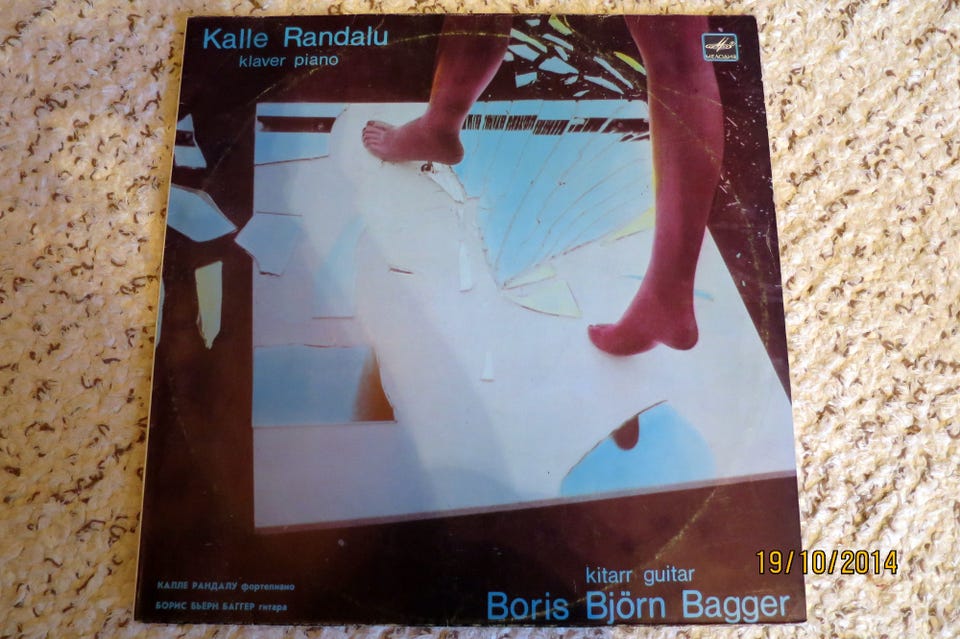 Kalle Randalu
klaver piano
МЕЛОДИЯ
КАЛЛЕ РАНДАЛУ фортепиано
БОРИС БЬЕРН БАГГЕР гитара
kitarr guitar
Boris Björn Bagger
19/10/2014